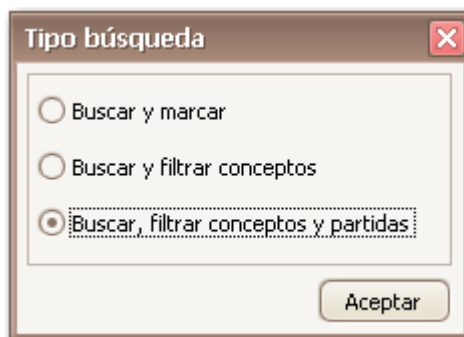 Tipo búsqueda
Buscar y marcar
Buscar y filtrar conceptos
Buscar, filtrar conceptos y partidas
Aceptar